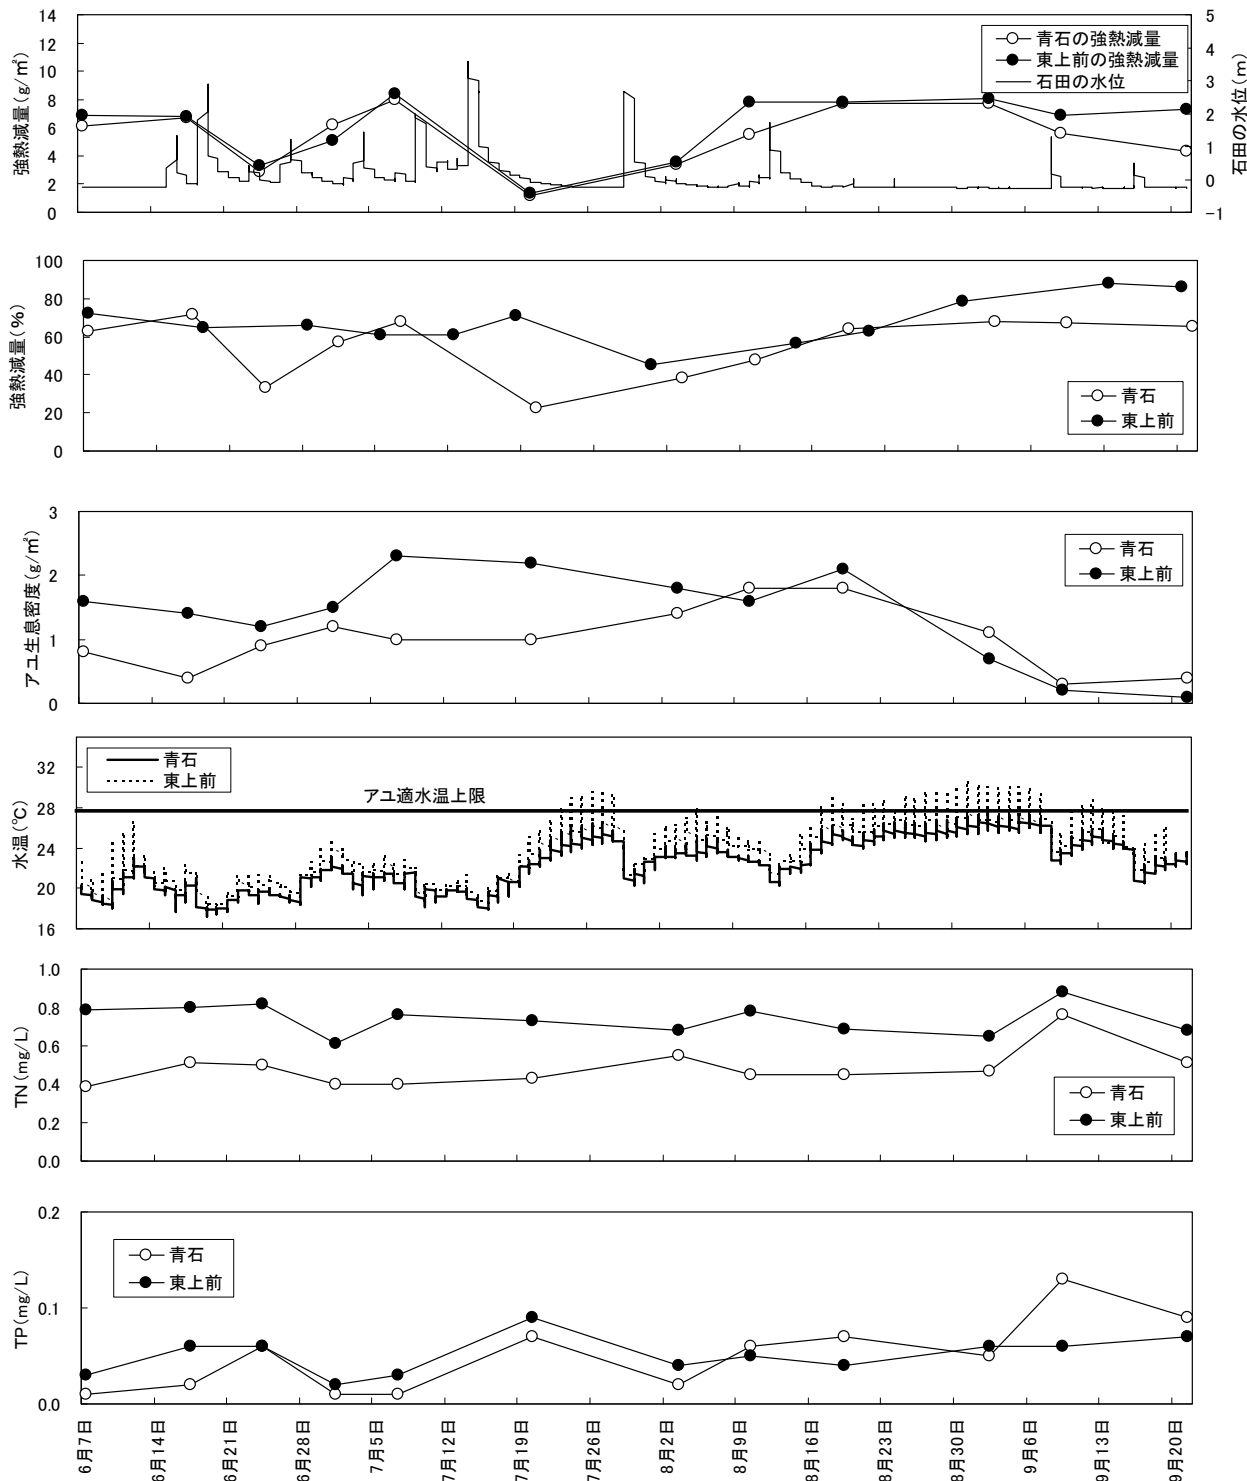 14
12
10
8
6
4
2
0
強熱減量(g/㎡)
青石の強熱減量
東上前の強熱減量
石田の水位
5
4
3
2
1
0
−1
石田の水位(m)
100
80
60
40
20
0
強熱減量(%)
青石
東上前
3
2
1
0
アユ生息密度(g/㎡)
青石
東上前
32
28
24
20
16
水温(℃)
青石
東上前
アユ適水温上限
1.0
0.8
0.6
0.4
0.2
0.0
TN(mg/L)
青石
東上前
0.2
0.1
0.0
TP(mg/L)
青石
東上前
6月7日
6月14日
6月21日
6月28日
7月5日
7月12日
7月19日
7月26日
8月2日
8月9日
8月16日
8月23日
8月30日
9月6日
9月13日
9月20日